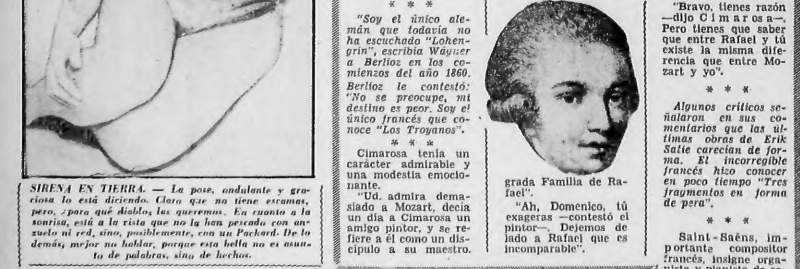 SIRENA EN TIERRA. — La pose, ondulante y gra-
ciosa lo está diciendo. Claro que no tiene escamas,
pero, ¿para qué diablos las queremos. En cuanto a la
sonrisa, está a la vista que no la han pescado con an-
zuelo ni red, sino, posiblemente, con un Packard. De lo
demás, mejor no hablar, porque esta bella no es asun-
to de palabras, sino de hechos.
* * *
"Soy el único ale-
mán que todavía no
ha escuchado "Lohen-
grin", escribía Wagner
a Berlioz en los co-
mienzos del año 1860.
Berlioz le contestó:
"No se preocupe, mi
destino es peor. Soy el
único francés que co-
noce "Los Troyanos".
* * *
Cimarosa tenía un
carácter admirable y
una modestia emocio-
nante.
"Ud. admira dema-
siado a Mozart, decía
un día a Cimarosa un
amigo pintor, y se re-
fiere a él como un dis-
cípulo a su maestro.
grada Familia de Ra-
fael".
"Ah, Domenico, tú
exageras —contestó el
pintor—. Dejemos de
lado a Rafael que es
incomparable".
"Bravo, tienes razón
—dijo Cimarosa—.
Pero tienes que saber
que entre Rafael y tú
existe la misma dife-
rencia que entre Mo-
zart y yo".
* * *
Algunos críticos se-
ñalaron en sus co-
mentarios que las úl-
timas obras de Erik
Satie carecían de for-
ma. El incorregible
francés hizo conocer
en poco tiempo "Tres
fragmentos en forma
de pera".
* * *
Saint-Saëns, im-
portante compositor
francés, insigne orga-
nista y pianista de